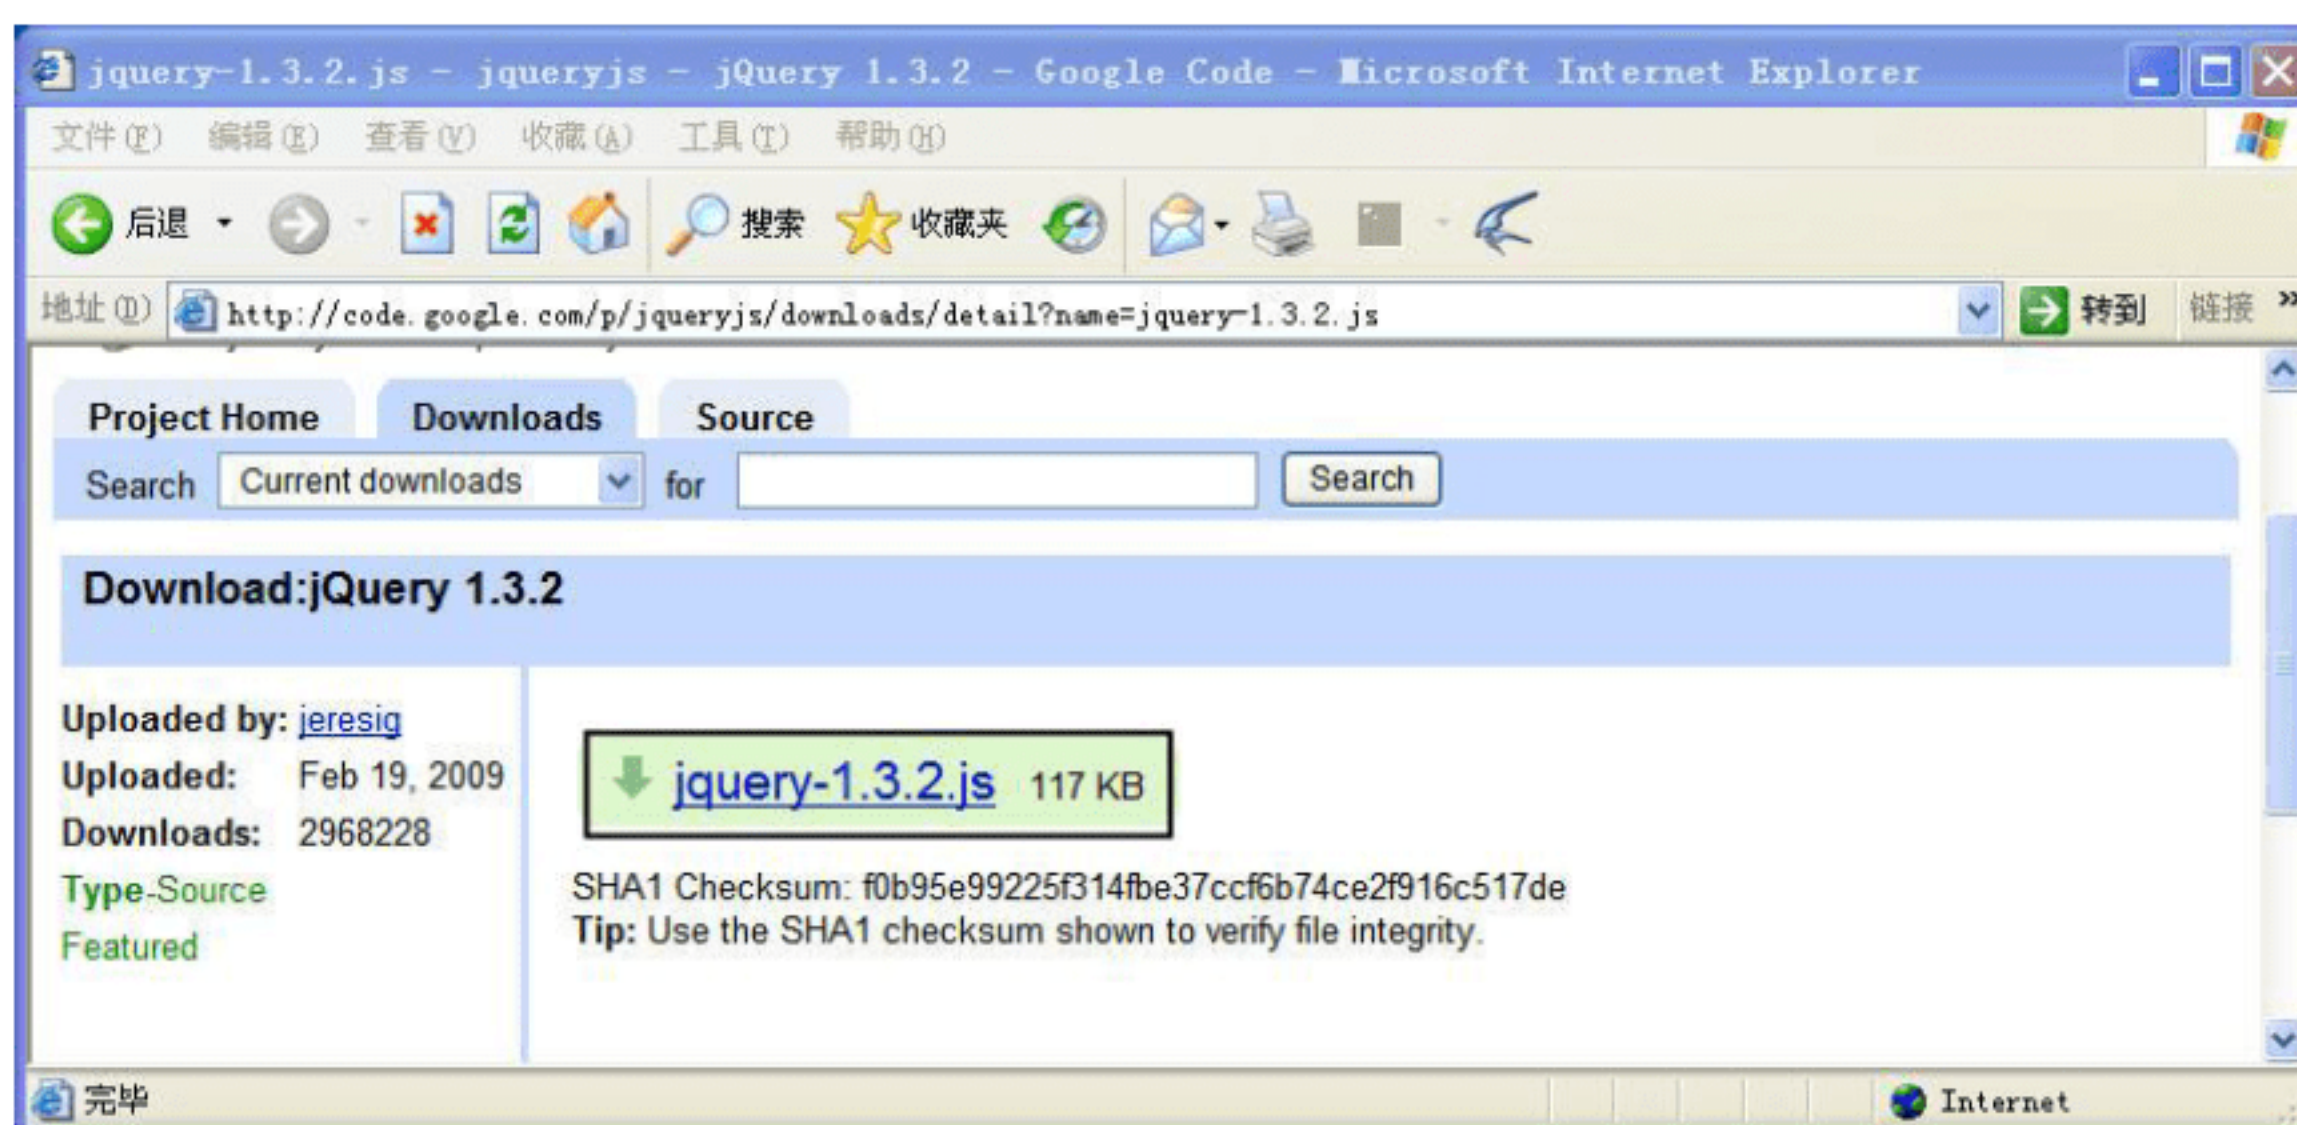 jquery-1.3.2.js - jqueryjs - jQuery 1.3.2 - Google Code - Microsoft Internet Explorer
文件(F) 编辑(E) 查看(V) 收藏(A) 工具(T) 帮助(H)
后退 搜索 收藏夹
地址(D) http://code.google.com/p/jqueryjs/downloads/detail?name=jquery-1.3.2.js 转到 链接 »
Project Home Downloads Source
Search Current downloads for Search
Download:jQuery 1.3.2
Uploaded by: jeresig
Uploaded: Feb 19, 2009
Downloads: 2968228
Type-Source
Featured
jquery-1.3.2.js 117 KB
SHA1 Checksum: f0b95e99225f314fbe37ccf6b74ce2f916c517de
Tip: Use the SHA1 checksum shown to verify file integrity.
完毕 Internet